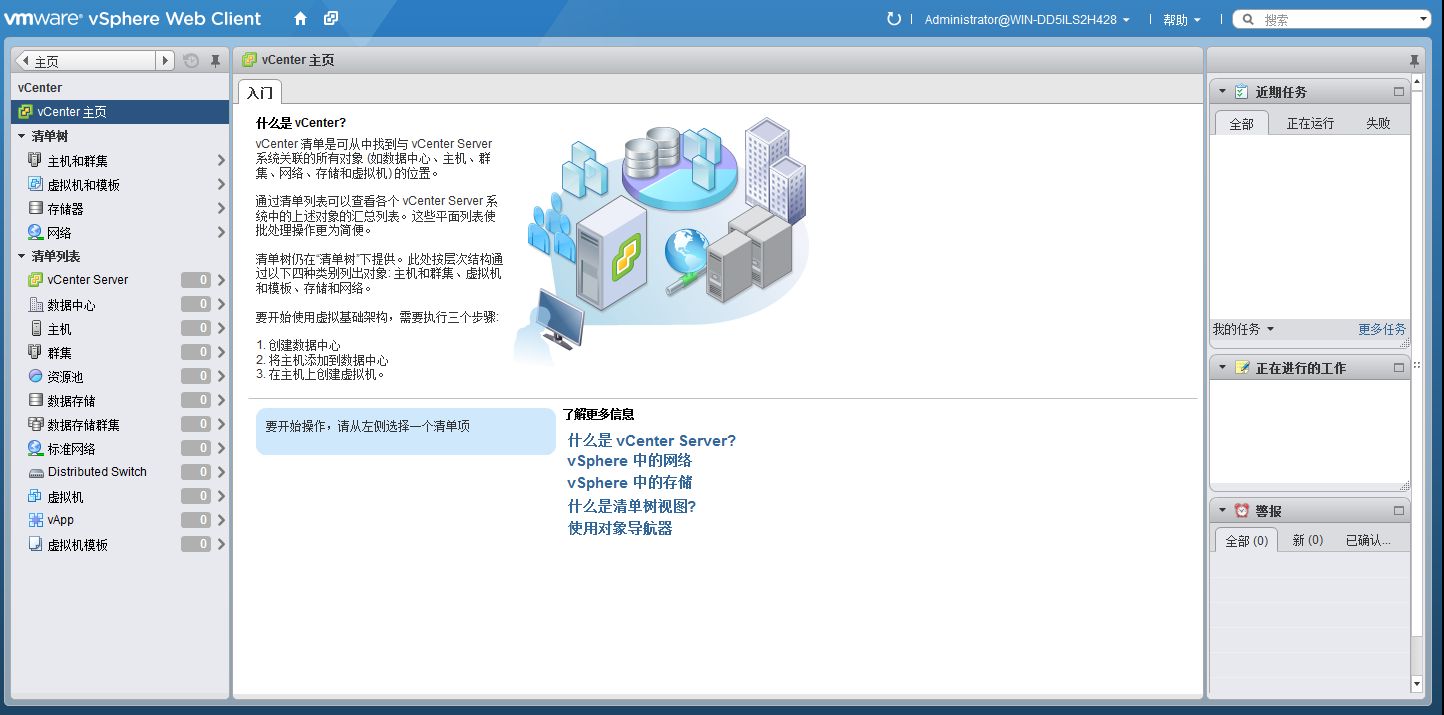 vmware® vSphere Web Client
Administrator@WIN-DD5ILS2H428
帮助
搜索
主页
vCenter
vCenter 主页
清单树
主机和群集
虚拟机和模板
存储器
网络
清单列表
vCenter Server 0
数据中心 0
主机 0
群集 0
资源池 0
数据存储 0
数据存储群集 0
标准网络 0
Distributed Switch 0
虚拟机 0
vApp 0
虚拟机模板 0
vCenter 主页
入门
什么是 vCenter?
vCenter 清单是可从中找到与 vCenter Server
系统关联的所有对象 (如数据中心、主机、群
集、网络、存储和虚拟机) 的位置。
通过清单列表可以查看各个 vCenter Server 系
统中的上述对象的汇总列表。这些平面列表使
批处理操作更为简便。
清单树仍在“清单树”下提供。此处按层次结构通
过以下四种类别列出对象: 主机和群集、虚拟机
和模板、存储和网络。
要开始使用虚拟基础架构，需要执行三个步骤:
1. 创建数据中心
2. 将主机添加到数据中心
3. 在主机上创建虚拟机。
要开始操作，请从左侧选择一个清单项
了解更多信息
什么是 vCenter Server?
vSphere 中的网络
vSphere 中的存储
什么是清单树视图?
使用对象导航器
近期任务
全部 正在运行 失败
我的任务 更多任务
正在进行的工作
警报
全部 (0) 新 (0) 已确认...